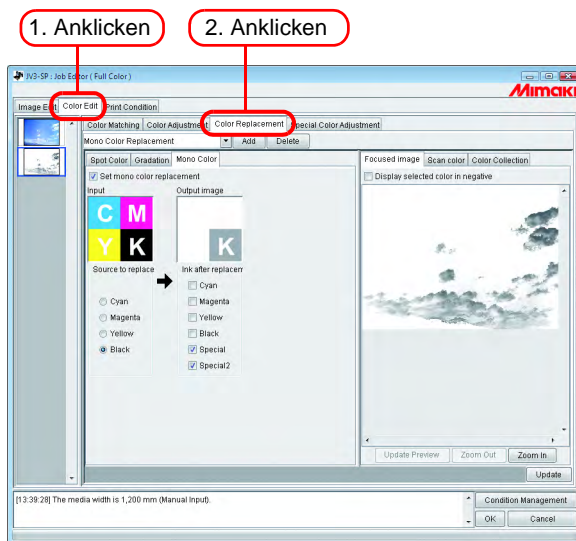 1. Anklicken 2. Anklicken
JV3-SP : Job Editor ( Full Color )
Mimaki
Image Edit Color Edit Print Condition
Color Matching Color Adjustment Color Replacement Special Color Adjustment
Mono Color Replacement Add Delete
Spot Color Gradation Mono Color Focused image Scan color Color Collection
Set mono color replacement Display selected color in negative
Input Output image
C M
Y K K
Source to replace Ink after replacem
Cyan Cyan
Magenta Magenta
Yellow Yellow
Black Black
Special
Special2
Update Preview Zoom Out Zoom In
Update
[13:39:28] The media width is 1,200 mm (Manual Input). Condition Management
OK Cancel